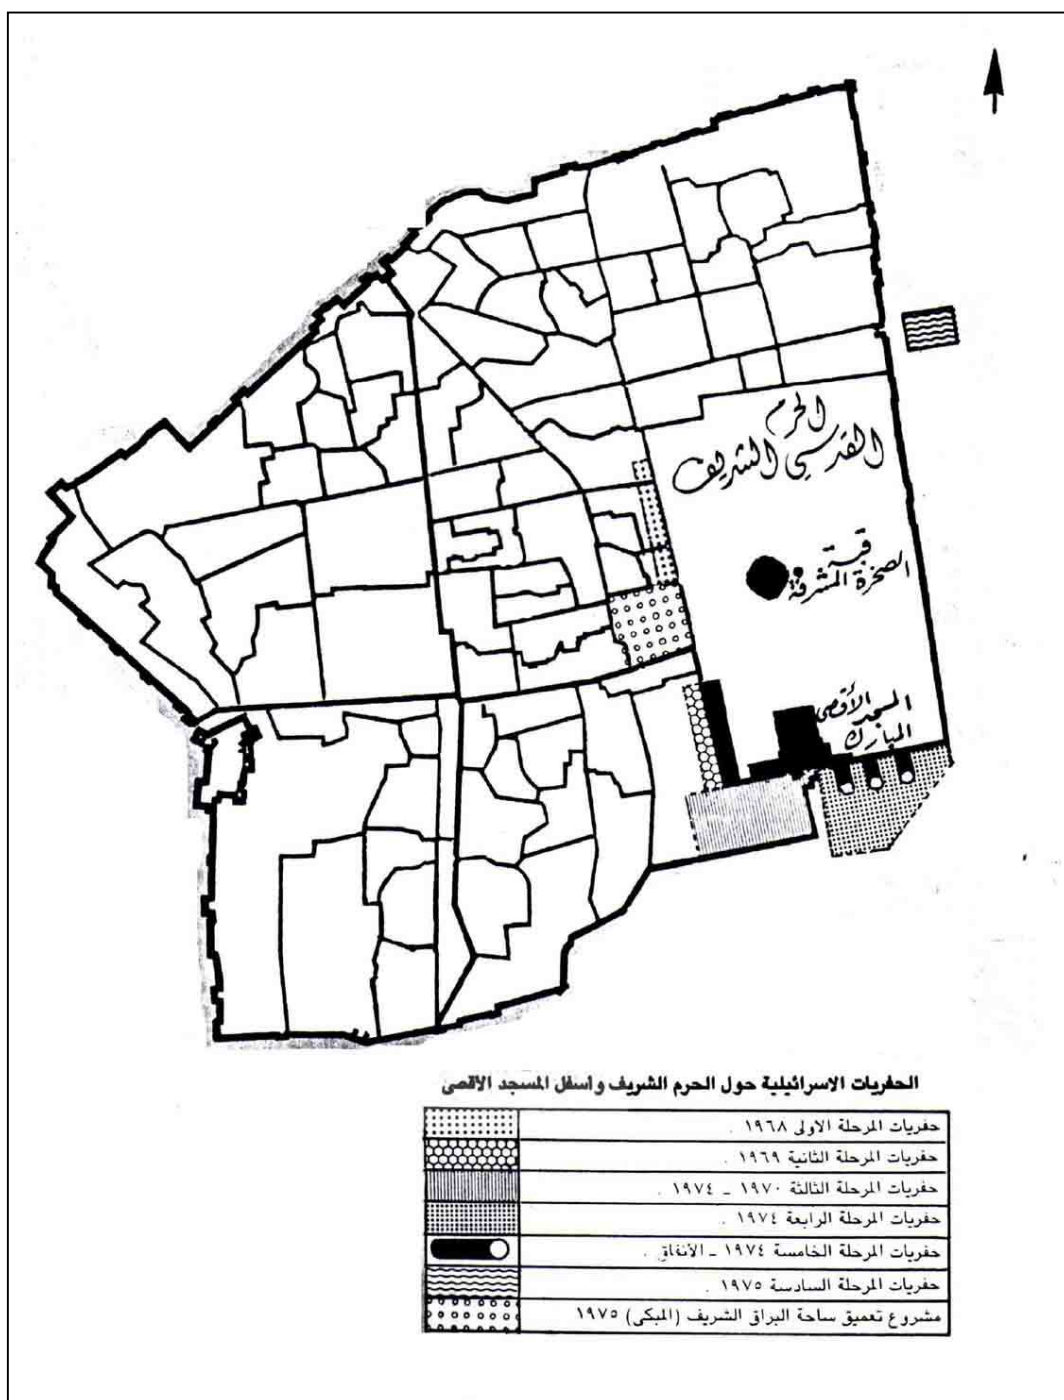 الحرم
القدسي الشريف
قبة
الصخرة المشرفة
المسجد الأقصى
المبارك
الحفريات الاسرائيلية حول الحرم الشريف وأسفل المسجد الأقصى
حفريات المرحلة الاولى ١٩٦٨ .
حفريات المرحلة الثانية ١٩٦٩ .
حفريات المرحلة الثالثة ١٩٧٠ - ١٩٧٤ .
حفريات المرحلة الرابعة ١٩٧٤ .
حفريات المرحلة الخامسة ١٩٧٤ - الأنفاق .
حفريات المرحلة السادسة ١٩٧٥ .
مشروع تعميق ساحة البراق الشريف (المبكى) ١٩٧٥